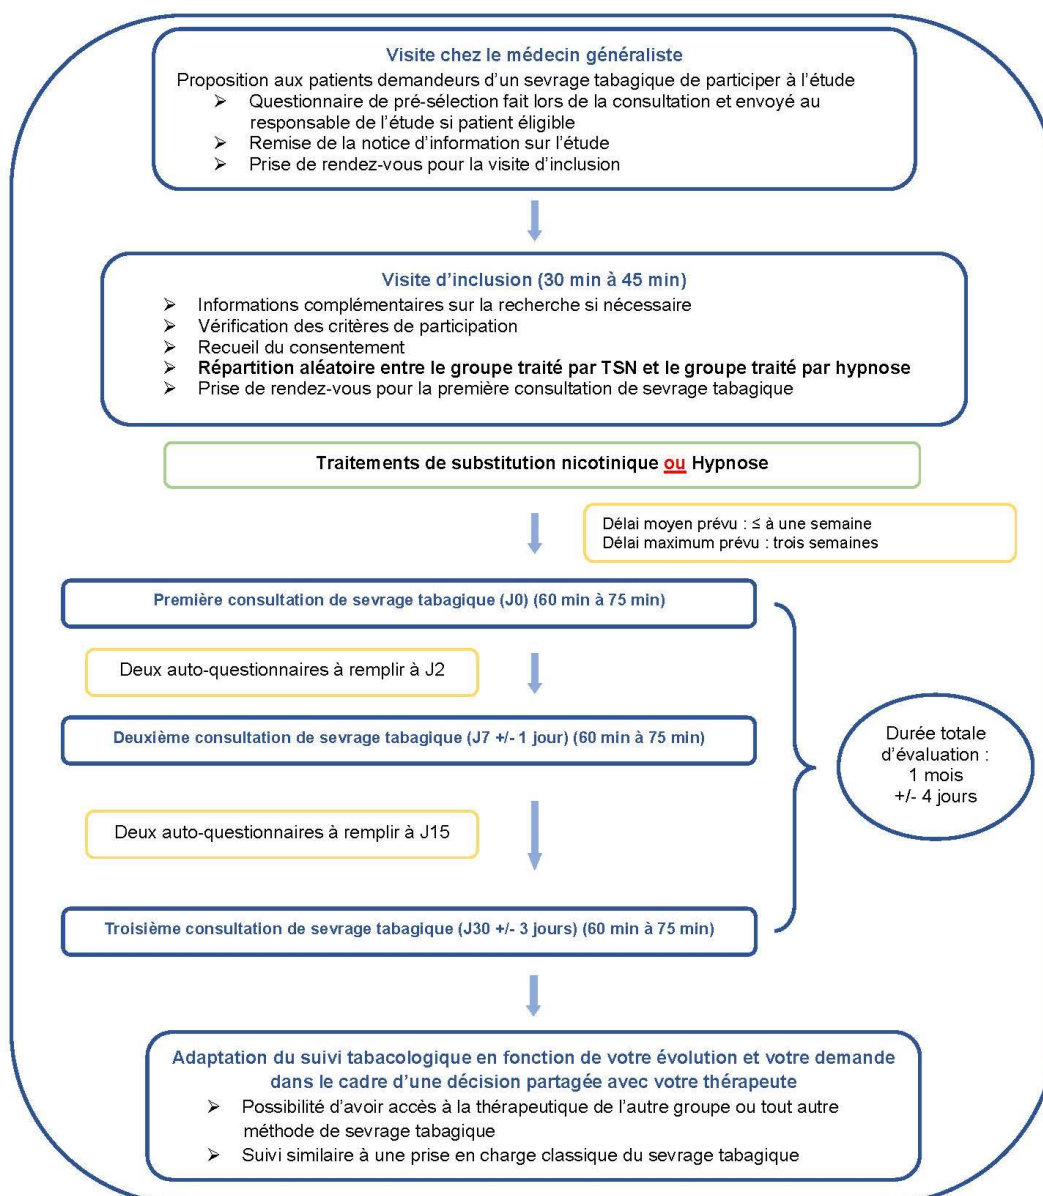 Visite chez le médecin généraliste
Proposition aux patients demandeurs d'un sevrage tabagique de participer à l'étude
➢ Questionnaire de pré-sélection fait lors de la consultation et envoyé au
responsable de l'étude si patient éligible
➢ Remise de la notice d'information sur l'étude
➢ Prise de rendez-vous pour la visite d'inclusion
Visite d'inclusion (30 min à 45 min)
➢ Informations complémentaires sur la recherche si nécessaire
➢ Vérification des critères de participation
➢ Recueil du consentement
➢ Répartition aléatoire entre le groupe traité par TSN et le groupe traité par hypnose
➢ Prise de rendez-vous pour la première consultation de sevrage tabagique
Traitements de substitution nicotinique ou Hypnose
Délai moyen prévu : ≤ à une semaine
Délai maximum prévu : trois semaines
Première consultation de sevrage tabagique (J0) (60 min à 75 min)
Deux auto-questionnaires à remplir à J2
Deuxième consultation de sevrage tabagique (J7 +/- 1 jour) (60 min à 75 min)
Durée totale
d'évaluation :
1 mois
+/- 4 jours
Deux auto-questionnaires à remplir à J15
Troisième consultation de sevrage tabagique (J30 +/- 3 jours) (60 min à 75 min)
Adaptation du suivi tabacologique en fonction de votre évolution et votre demande
dans le cadre d'une décision partagée avec votre thérapeute
➢ Possibilité d'avoir accès à la thérapeutique de l'autre groupe ou tout autre
méthode de sevrage tabagique
➢ Suivi similaire à une prise en charge classique du sevrage tabagique